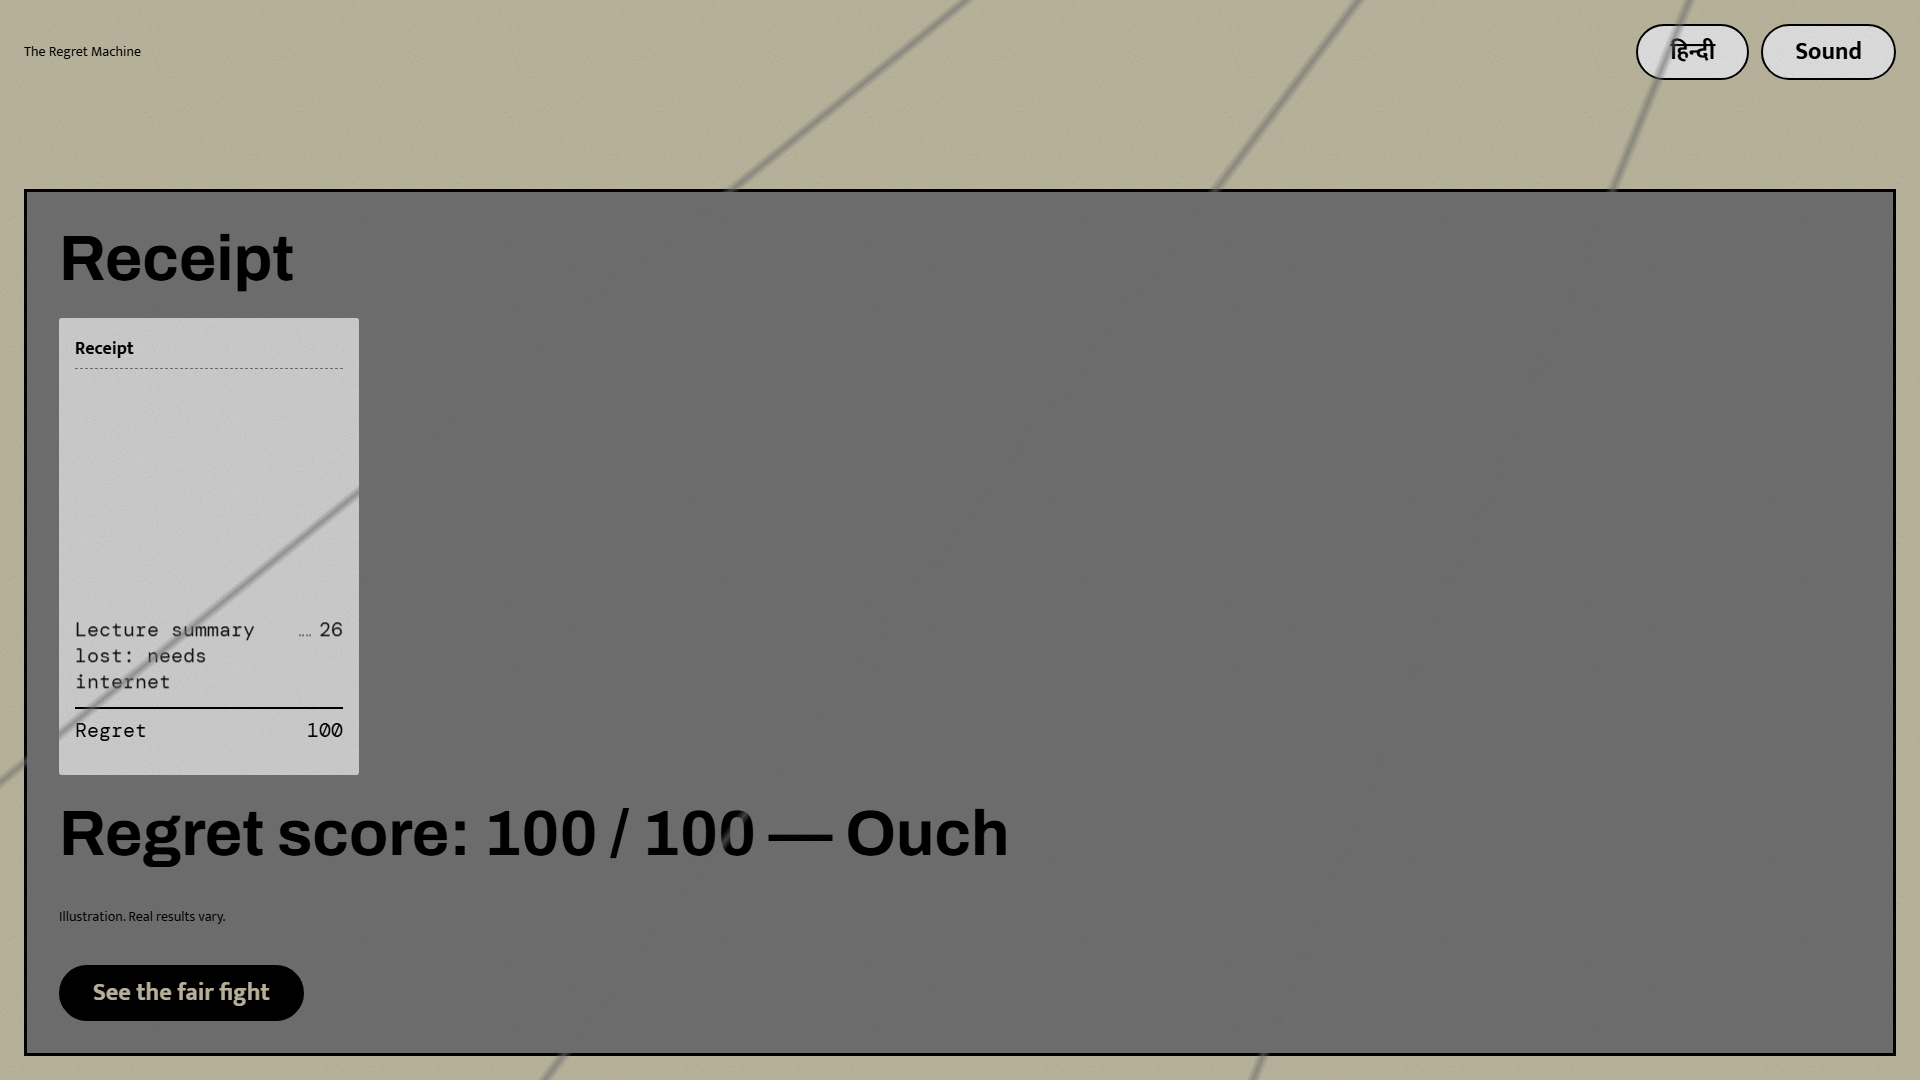 The Regret Machine
हिन्दी
Sound
Receipt
Receipt
Lecture summary .... 26
lost: needs
internet
Regret 100
Regret score: 100 / 100 — Ouch
Illustration. Real results vary.
See the fair fight